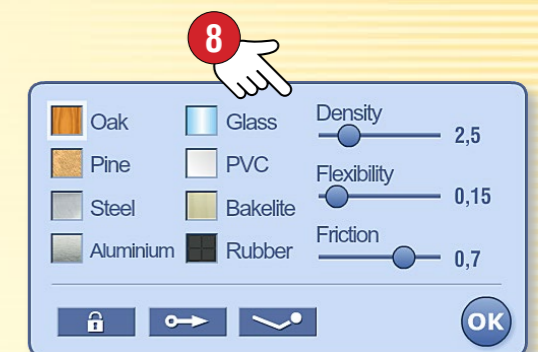 8
Oak
Pine
Steel
Aluminium
Glass
PVC
Bakelite
Rubber
Density
2,5
Flexibility
0,15
Friction
0,7
OK